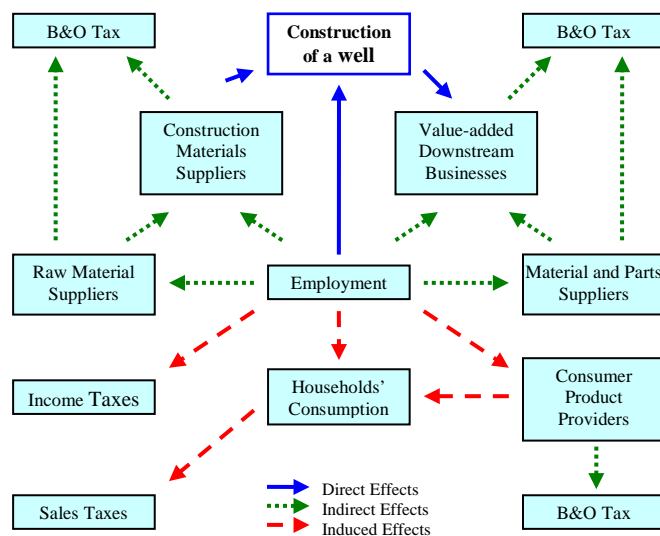 B&O Tax
Construction
of a well
B&O Tax
Construction
Materials
Suppliers
Value-added
Downstream
Businesses
Raw Material
Suppliers
Employment
Material and Parts
Suppliers
Income Taxes
Households’
Consumption
Consumer
Product
Providers
Sales Taxes
Direct Effects
Indirect Effects
Induced Effects
B&O Tax